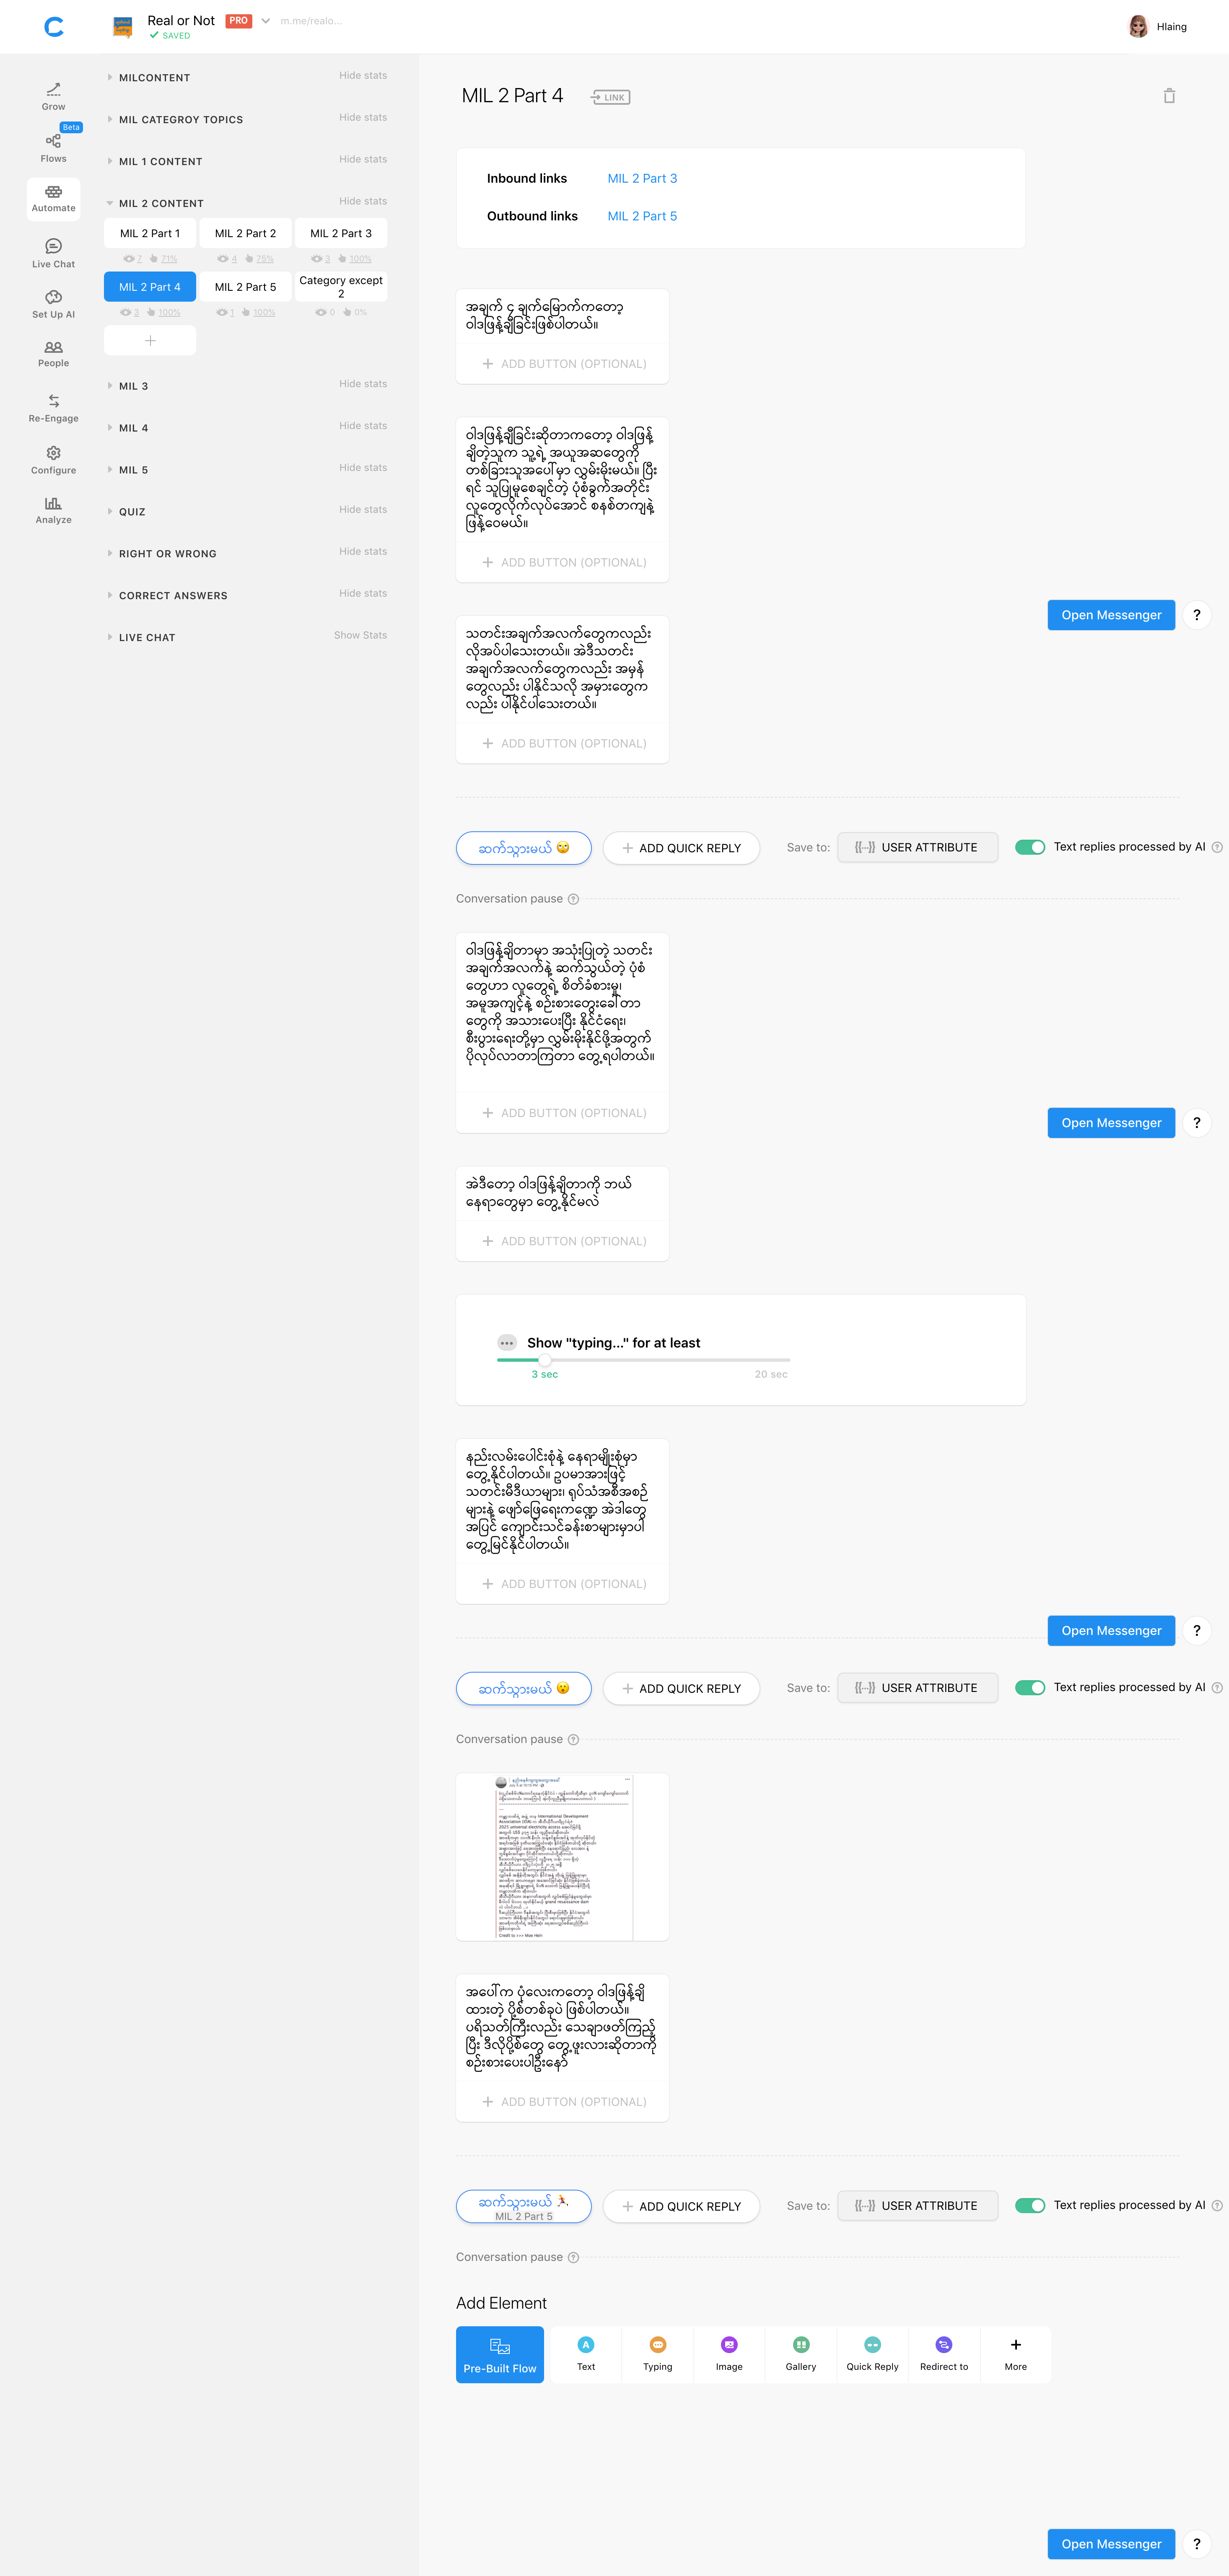 Real or Not PRO m.me/realo...
SAVED
Hlaing
Grow
Beta
Flows
Automate
Live Chat
Set Up AI
People
Re-Engage
Configure
Analyze
MILCONTENT Hide stats
MIL CATEGROY TOPICS Hide stats
MIL 1 CONTENT Hide stats
MIL 2 CONTENT Hide stats
MIL 2 Part 1 MIL 2 Part 2 MIL 2 Part 3
7 71% 4 75% 3 100%
MIL 2 Part 4 MIL 2 Part 5 Category except
2
3 100% 1 100% 0 0%
MIL 3 Hide stats
MIL 4 Hide stats
MIL 5 Hide stats
QUIZ Hide stats
RIGHT OR WRONG Hide stats
CORRECT ANSWERS Hide stats
LIVE CHAT Show Stats
MIL 2 Part 4 LINK
Inbound links MIL 2 Part 3
Outbound links MIL 2 Part 5
အချက် ၄ ချက်မြောက်ကတော့
ဝါဒဖြန့်ချီခြင်းဖြစ်ပါတယ်။
+ ADD BUTTON (OPTIONAL)
ဝါဒဖြန့်ချီခြင်းဆိုတာကတော့ ဝါဒဖြန့်
ချိတဲ့သူက သူ့ရဲ့ အယူအဆတွေကို
တစ်ခြားသူအပေါ်မှာ လွှမ်းမိုးမယ်။ ပြီး
ရင် သူပြုမူစေချင်တဲ့ ပုံစံခွက်အတိုင်း
လူတွေလိုက်လုပ်အောင် စနစ်တကျနဲ့
ဖြန့်ဝေမယ်။
+ ADD BUTTON (OPTIONAL)
Open Messenger ?
သတင်းအချက်အလက်တွေကလည်း
လိုအပ်ပါသေးတယ်။ အဲဒီသတင်း
အချက်အလက်တွေကလည်း အမှန်
တွေလည်း ပါနိုင်သလို အမှားတွေက
လည်း ပါနိုင်ပါသေးတယ်။
+ ADD BUTTON (OPTIONAL)
ဆက်သွားမယ် 🙄 + ADD QUICK REPLY Save to: {{...}} USER ATTRIBUTE Text replies processed by AI ?
Conversation pause ?
ဝါဒဖြန့်ချိတာမှာ အသုံးပြုတဲ့ သတင်း
အချက်အလက်နဲ့ ဆက်သွယ်တဲ့ ပုံစံ
တွေဟာ လူတွေရဲ့ စိတ်ခံစားမှု၊
အမူအကျင့်နဲ့ စဉ်းစားတွေးခေါ်တာ
တွေကို အသားပေးပြီး နိုင်ငံရေး၊
စီးပွားရေးတို့မှာ လွှမ်းမိုးနိုင်ဖို့အတွက်
ပိုလုပ်လာတာကြတာ တွေ့ရပါတယ်။
+ ADD BUTTON (OPTIONAL)
Open Messenger ?
အဲဒီတော့ ဝါဒဖြန့်ချိတာကို ဘယ်
နေရာတွေမှာ တွေ့နိုင်မလဲ
+ ADD BUTTON (OPTIONAL)
Show "typing..." for at least
3 sec 20 sec
နည်းလမ်းပေါင်းစုံနဲ့ နေရာမျိုးစုံမှာ
တွေ့နိုင်ပါတယ်။ ဥပမာအားဖြင့်
သတင်းမီဒီယာများ၊ ရုပ်သံအစီအစဉ်
များနဲ့ ဖျော်ဖြေရေးကဏ္ဍ အဲဒါတွေ
အပြင် ကျောင်းသင်ခန်းစာများမှာပါ
တွေ့မြင်နိုင်ပါတယ်။
+ ADD BUTTON (OPTIONAL)
Open Messenger ?
ဆက်သွားမယ် 😯 + ADD QUICK REPLY Save to: {{...}} USER ATTRIBUTE Text replies processed by AI ?
Conversation pause ?
International Development
Association (IDA)
2025 universal electricity access
grand renaissance dam
Credit to >>> Moe Hein
အပေါ်က ပုံလေးကတော့ ဝါဒဖြန့်ချိ
ထားတဲ့ ပို့စ်တစ်ခုပဲ ဖြစ်ပါတယ်။
ပရိသတ်ကြီးလည်း သေချာဖတ်ကြည့်
ပြီး ဒီလိုပို့စ်တွေ တွေ့ဖူးလားဆိုတာကို
စဉ်းစားပေးပါဦးနော်
+ ADD BUTTON (OPTIONAL)
ဆက်သွားမယ် 🏃 + ADD QUICK REPLY Save to: {{...}} USER ATTRIBUTE Text replies processed by AI ?
MIL 2 Part 5
Conversation pause ?
Add Element
Pre-Built Flow Text Typing Image Gallery Quick Reply Redirect to More
Open Messenger ?